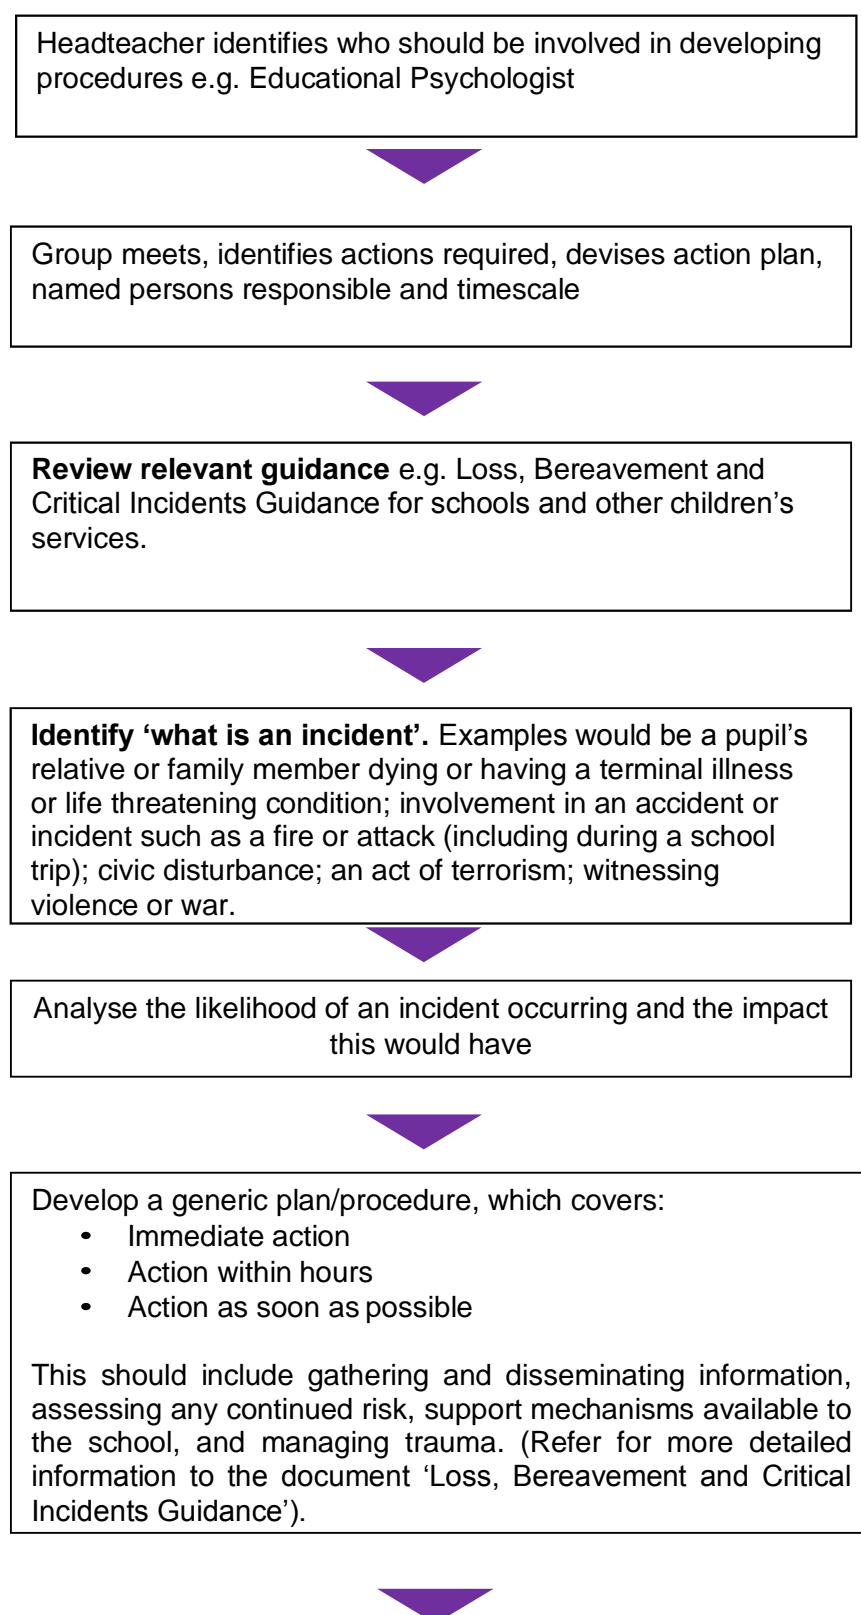 Headteacher identifies who should be involved in developing
procedures e.g. Educational Psychologist
Group meets, identifies actions required, devises action plan,
named persons responsible and timescale
Review relevant guidance e.g. Loss, Bereavement and
Critical Incidents Guidance for schools and other children’s
services.
Identify ‘what is an incident’. Examples would be a pupil’s
relative or family member dying or having a terminal illness
or life threatening condition; involvement in an accident or
incident such as a fire or attack (including during a school
trip); civic disturbance; an act of terrorism; witnessing
violence or war.
Analyse the likelihood of an incident occurring and the impact
this would have
Develop a generic plan/procedure, which covers:
• Immediate action
• Action within hours
• Action as soon as possible
This should include gathering and disseminating information,
assessing any continued risk, support mechanisms available to
the school, and managing trauma. (Refer for more detailed
information to the document ‘Loss, Bereavement and Critical
Incidents Guidance’).